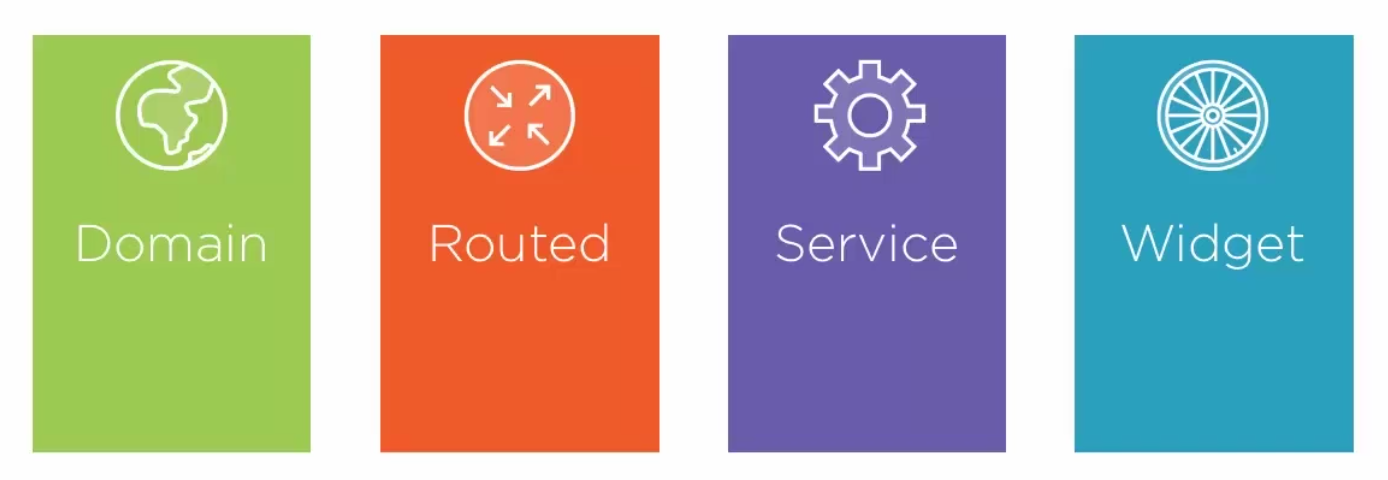 Domain
Routed
Service
Widget